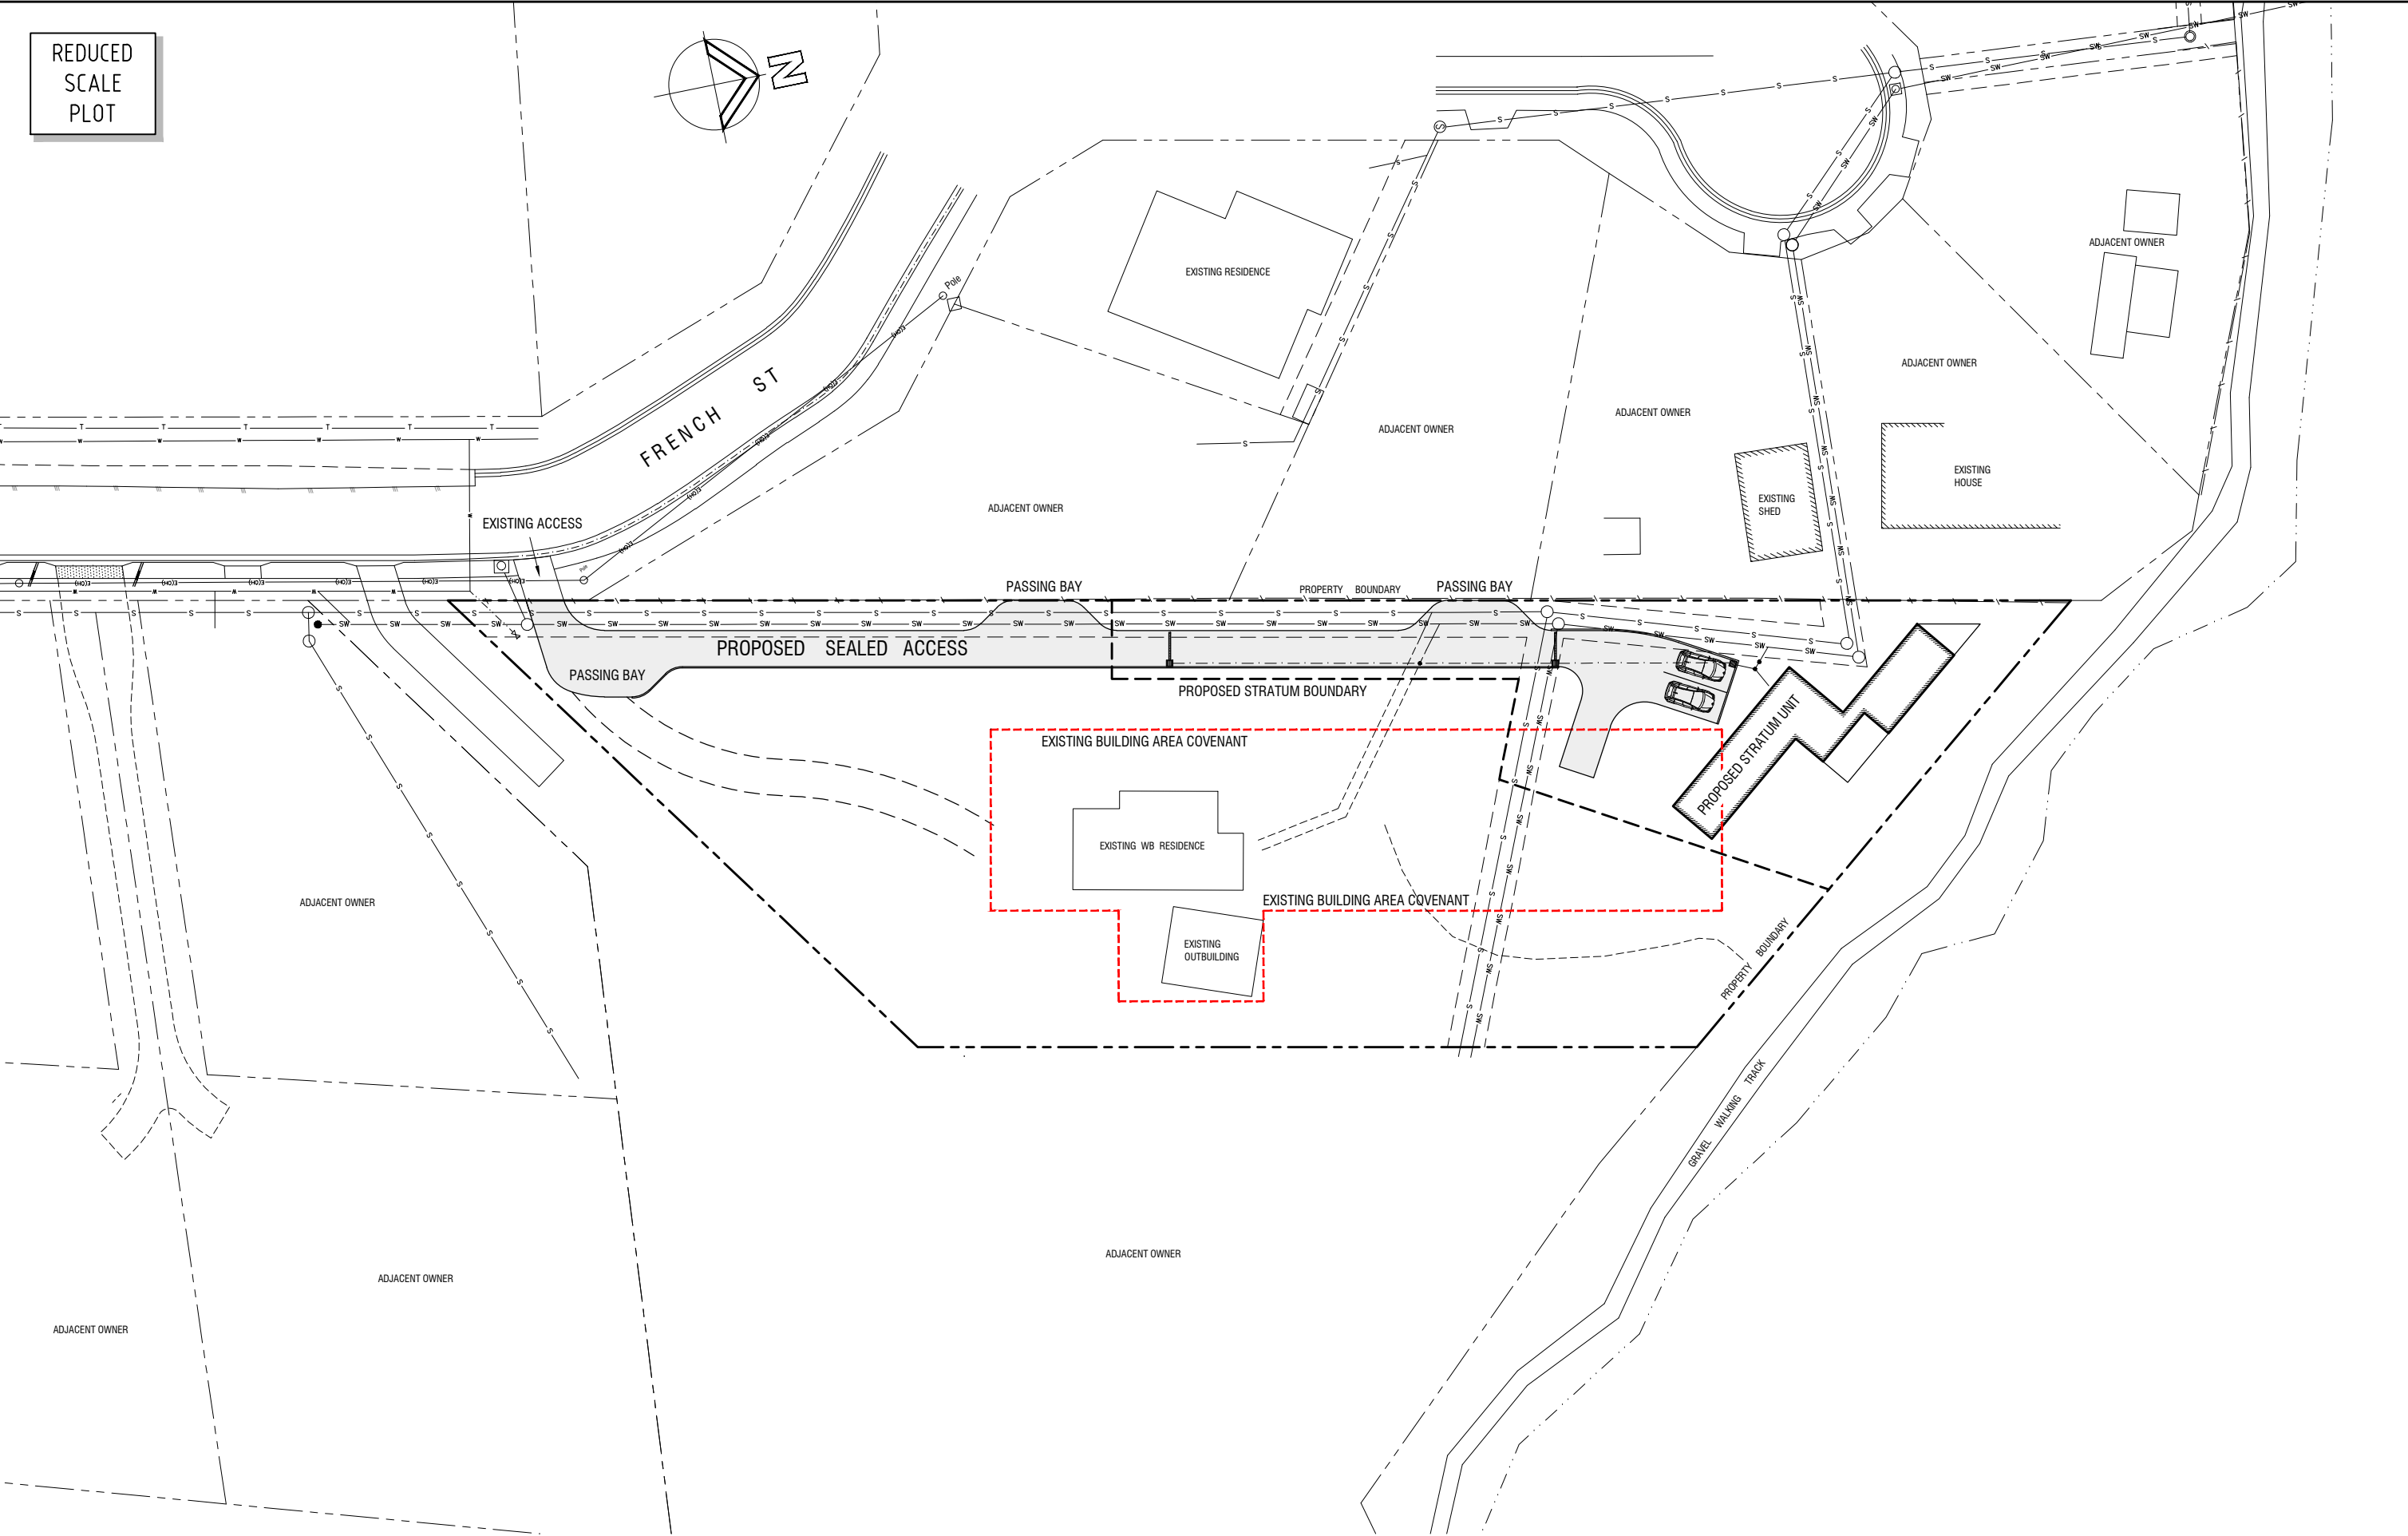 REDUCED
SCALE
PLOT
N
Pole
EXISTING RESIDENCE
ADJACENT OWNER
ADJACENT OWNER
FRENCH ST
ADJACENT OWNER
ADJACENT OWNER
EXISTING
HOUSE
EXISTING
SHED
ADJACENT OWNER
EXISTING ACCESS
PASSING BAY
PROPERTY BOUNDARY
PASSING BAY
PROPOSED SEALED ACCESS
PASSING BAY
PROPOSED STRATUM BOUNDARY
EXISTING BUILDING AREA COVENANT
PROPOSED STRATUM UNIT
EXISTING WB RESIDENCE
EXISTING BUILDING AREA COVENANT
ADJACENT OWNER
EXISTING
OUTBUILDING
PROPERTY BOUNDARY
GRAVEL WALKING TRACK
ADJACENT OWNER
ADJACENT OWNER
ADJACENT OWNER